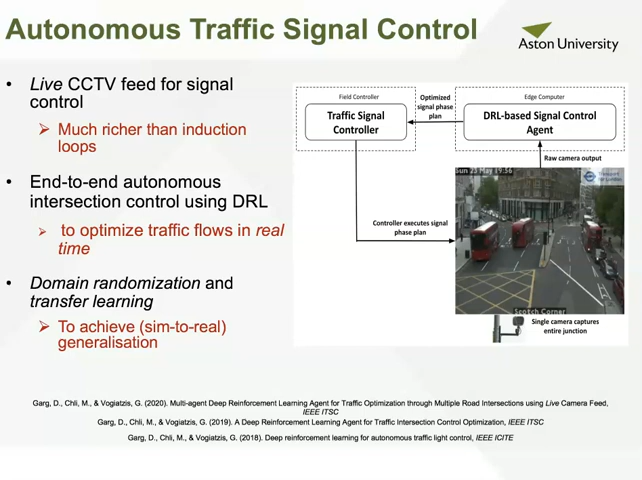 Autonomous Traffic Signal Control
Aston University
• Live CCTV feed for signal
control
➢ Much richer than induction
loops
• End-to-end autonomous
intersection control using DRL
➢ to optimize traffic flows in real
time
• Domain randomization and
transfer learning
➢ To achieve (sim-to-real)
generalisation
Field Controller
Traffic Signal
Controller
Optimized
signal phase
plan
Edge Computer
DRL-based Signal Control
Agent
Raw camera output
Controller executes signal
phase plan
Sun 23 May 19:56
Scotch Corner
Single camera captures
entire junction
Garg, D., Chli, M., & Vogiatzis, G. (2020). Multi-agent Deep Reinforcement Learning Agent for Traffic Optimization through Multiple Road Intersections using Live Camera Feed,
IEEE ITSC
Garg, D., Chli, M., & Vogiatzis, G. (2019). A Deep Reinforcement Learning Agent for Traffic Intersection Control Optimization, IEEE ITSC
Garg, D., Chli, M., & Vogiatzis, G. (2018). Deep reinforcement learning for autonomous traffic light control, IEEE ICITE